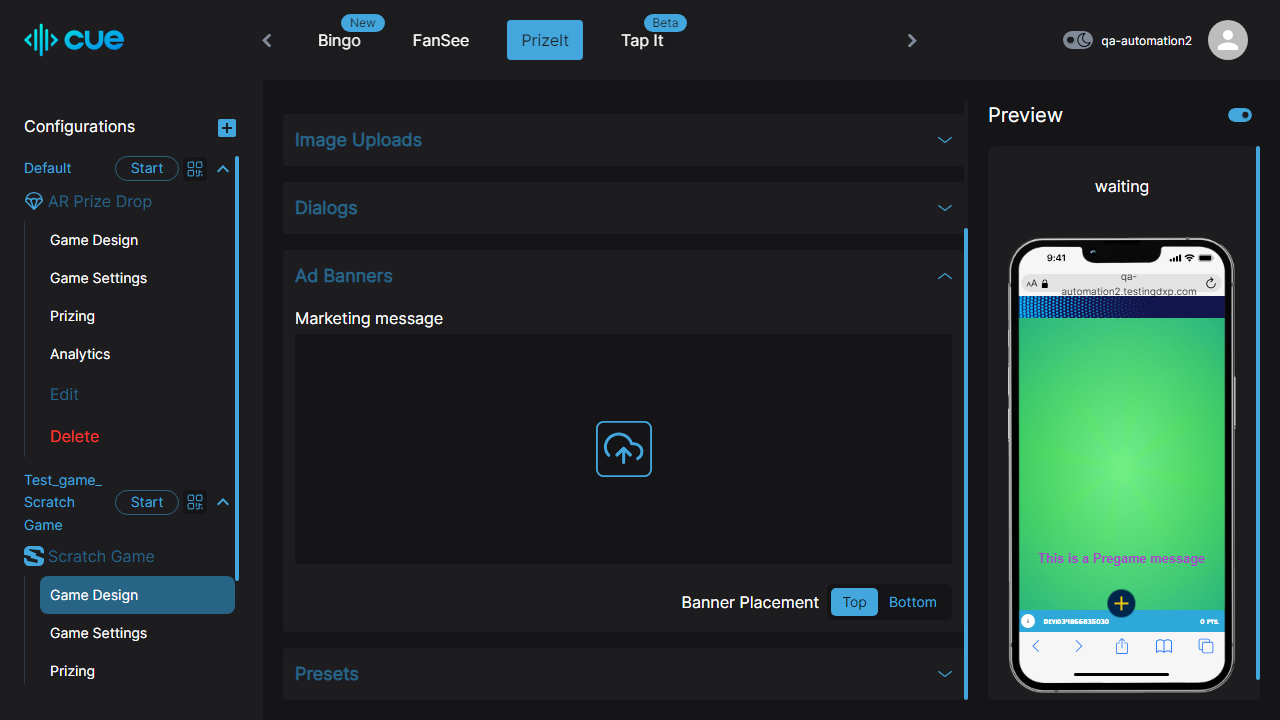 cue
New
Bingo
FanSee
PrizeIt
Beta
Tap It
qa-automation2
Configurations
Default
Start
AR Prize Drop
Game Design
Game Settings
Prizing
Analytics
Edit
Delete
Test_game_
Scratch
Game
Start
Scratch Game
Game Design
Game Settings
Prizing
Image Uploads
Dialogs
Ad Banners
Marketing message
Banner Placement
Top
Bottom
Presets
Preview
waiting
9:41
AA
qa-
automation2.testingdxp.com
This is a Pregame message
0 PTS.